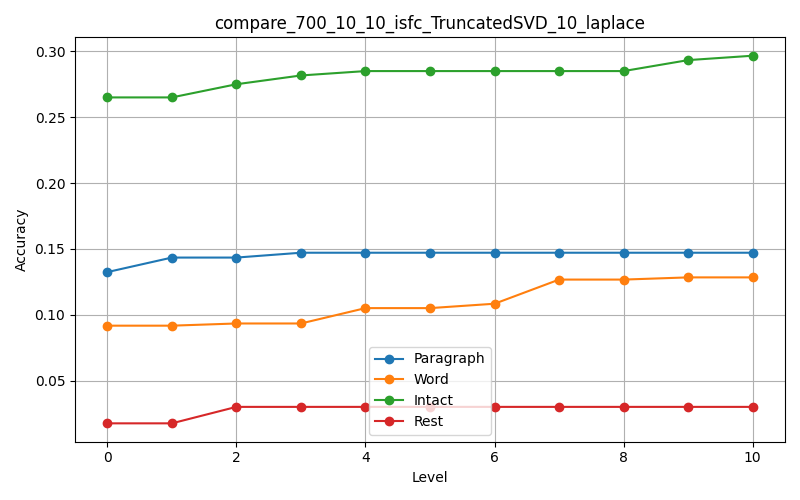 compare_700_10_10_isfc_TruncatedSVD_10_laplace
0.30
0.25
0.20
0.15
0.10
0.05
Accuracy
Paragraph
Word
Intact
Rest
0 2 4 6 8 10
Level